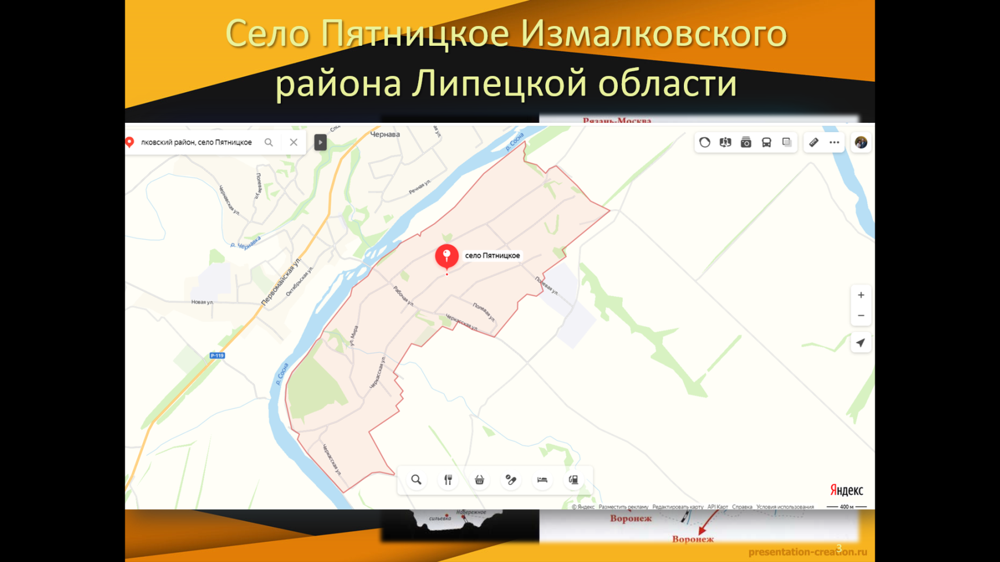 Село Пятницкое Измалковского
района Липецкой области
Рязань-Москва
лковский район, село Пятницкое
Чернава
р. Сосна
Речная ул.
Полевая ул.
Чернавская ул.
р. Чернавка
село Пятницкое
Первомайская ул.
Октябрьская ул.
Новая ул.
Рабочая ул.
Полевая ул.
Полевая ул.
Черкасская ул.
ул. Мира
Р-119
р. Сосна
Черкасская ул.
Черкасская ул.
Яндекс
© Яндекс Разместить рекламу Редактировать карту API Карт Справка Условия использования 400 м
Набережное
сильевка
Воронеж
Воронеж
3
presentation-creation.ru